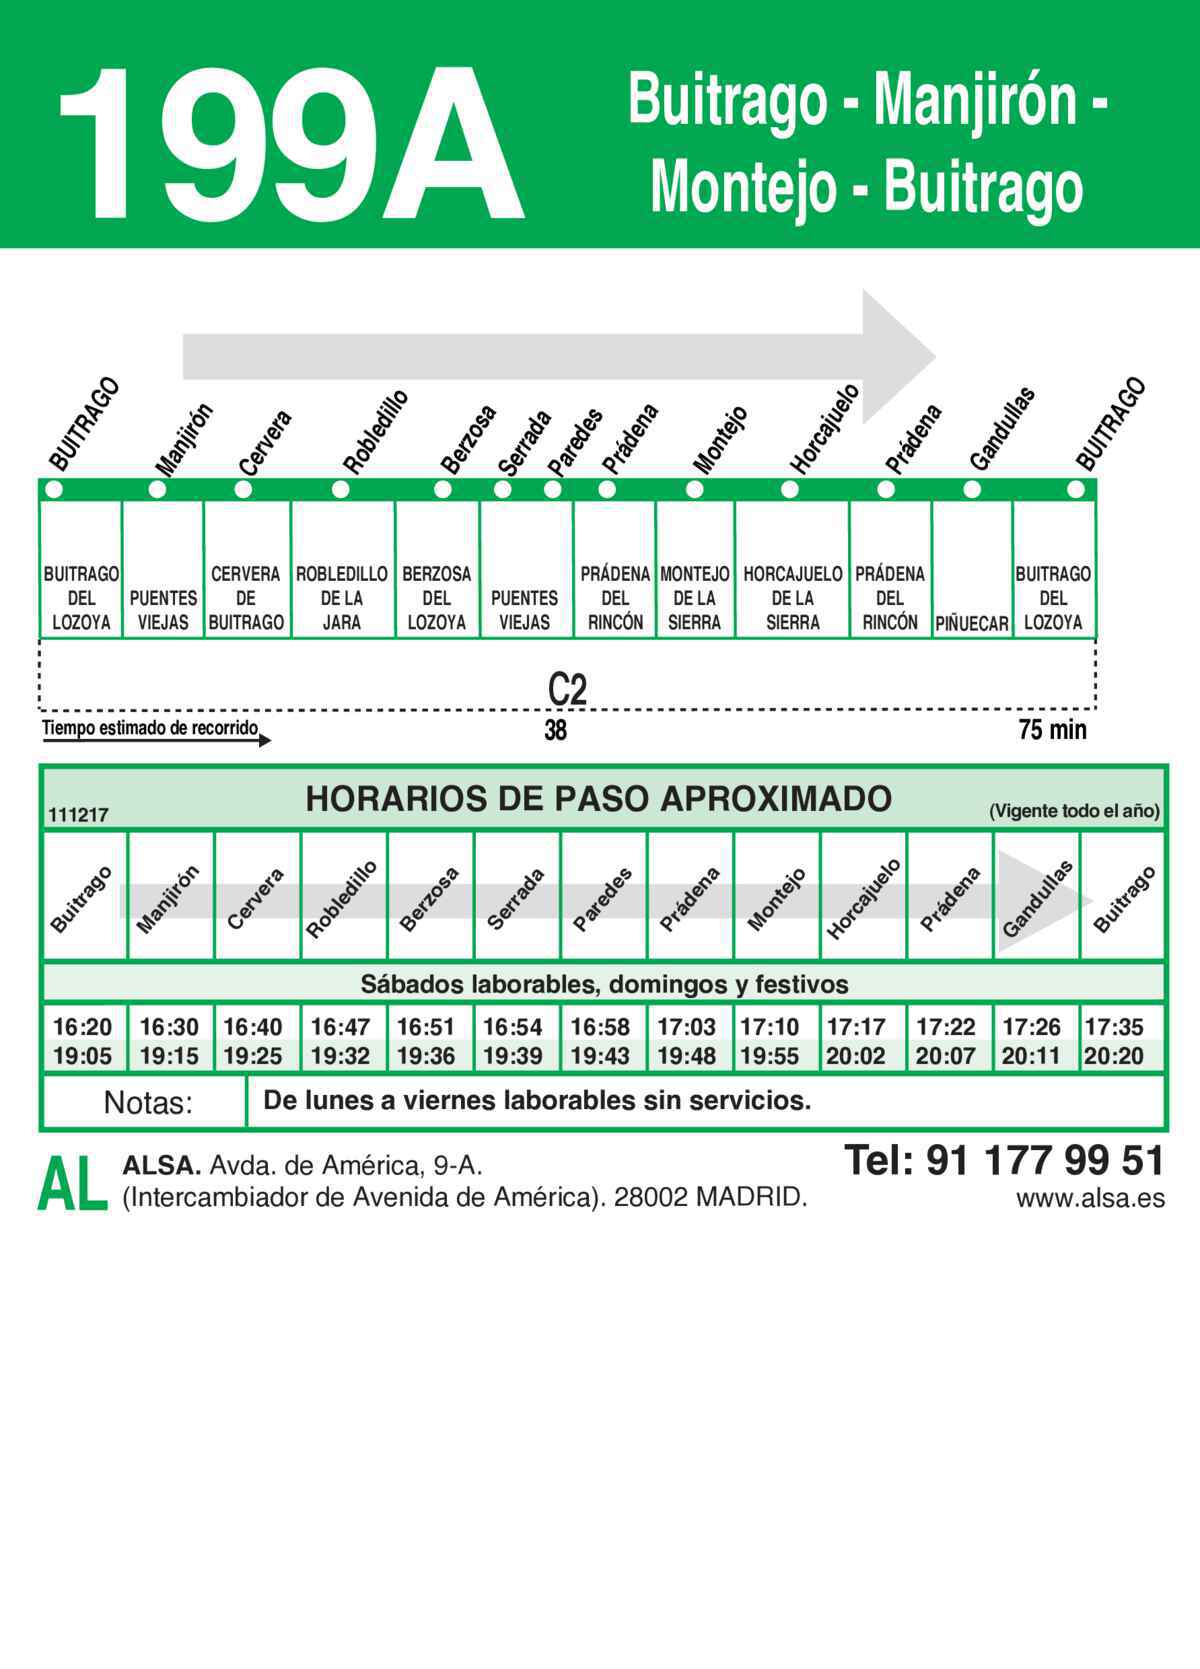 199A
Buitrago - Manjirón -
Montejo - Buitrago
BUITRAGO
Manjirón
Cervera
Robledillo
Berzosa
Serrada
Paredes
Prádena
Montejo
Horcajuelo
Prádena
Gandullas
BUITRAGO
BUITRAGO DEL LOZOYA
PUENTES VIEJAS
CERVERA DE BUITRAGO
ROBLEDILLO DE LA JARA
BERZOSA DEL LOZOYA
PUENTES VIEJAS
PRÁDENA DEL RINCÓN
MONTEJO DE LA SIERRA
HORCAJUELO DE LA SIERRA
PRÁDENA DEL RINCÓN
PIÑUECAR
BUITRAGO DEL LOZOYA
C2
Tiempo estimado de recorrido 38 75 min
111217 HORARIOS DE PASO APROXIMADO (Vigente todo el año)
Buitrago Manjirón Cervera Robledillo Berzosa Serrada Paredes Prádena Montejo Horcajuelo Prádena Gandullas Buitrago
Sábados laborables, domingos y festivos
16:20 16:30 16:40 16:47 16:51 16:54 16:58 17:03 17:10 17:17 17:22 17:26 17:35
19:05 19:15 19:25 19:32 19:36 19:39 19:43 19:48 19:55 20:02 20:07 20:11 20:20
Notas: De lunes a viernes laborables sin servicios.
AL ALSA. Avda. de América, 9-A. Tel: 91 177 99 51
(Intercambiador de Avenida de América). 28002 MADRID. www.alsa.es